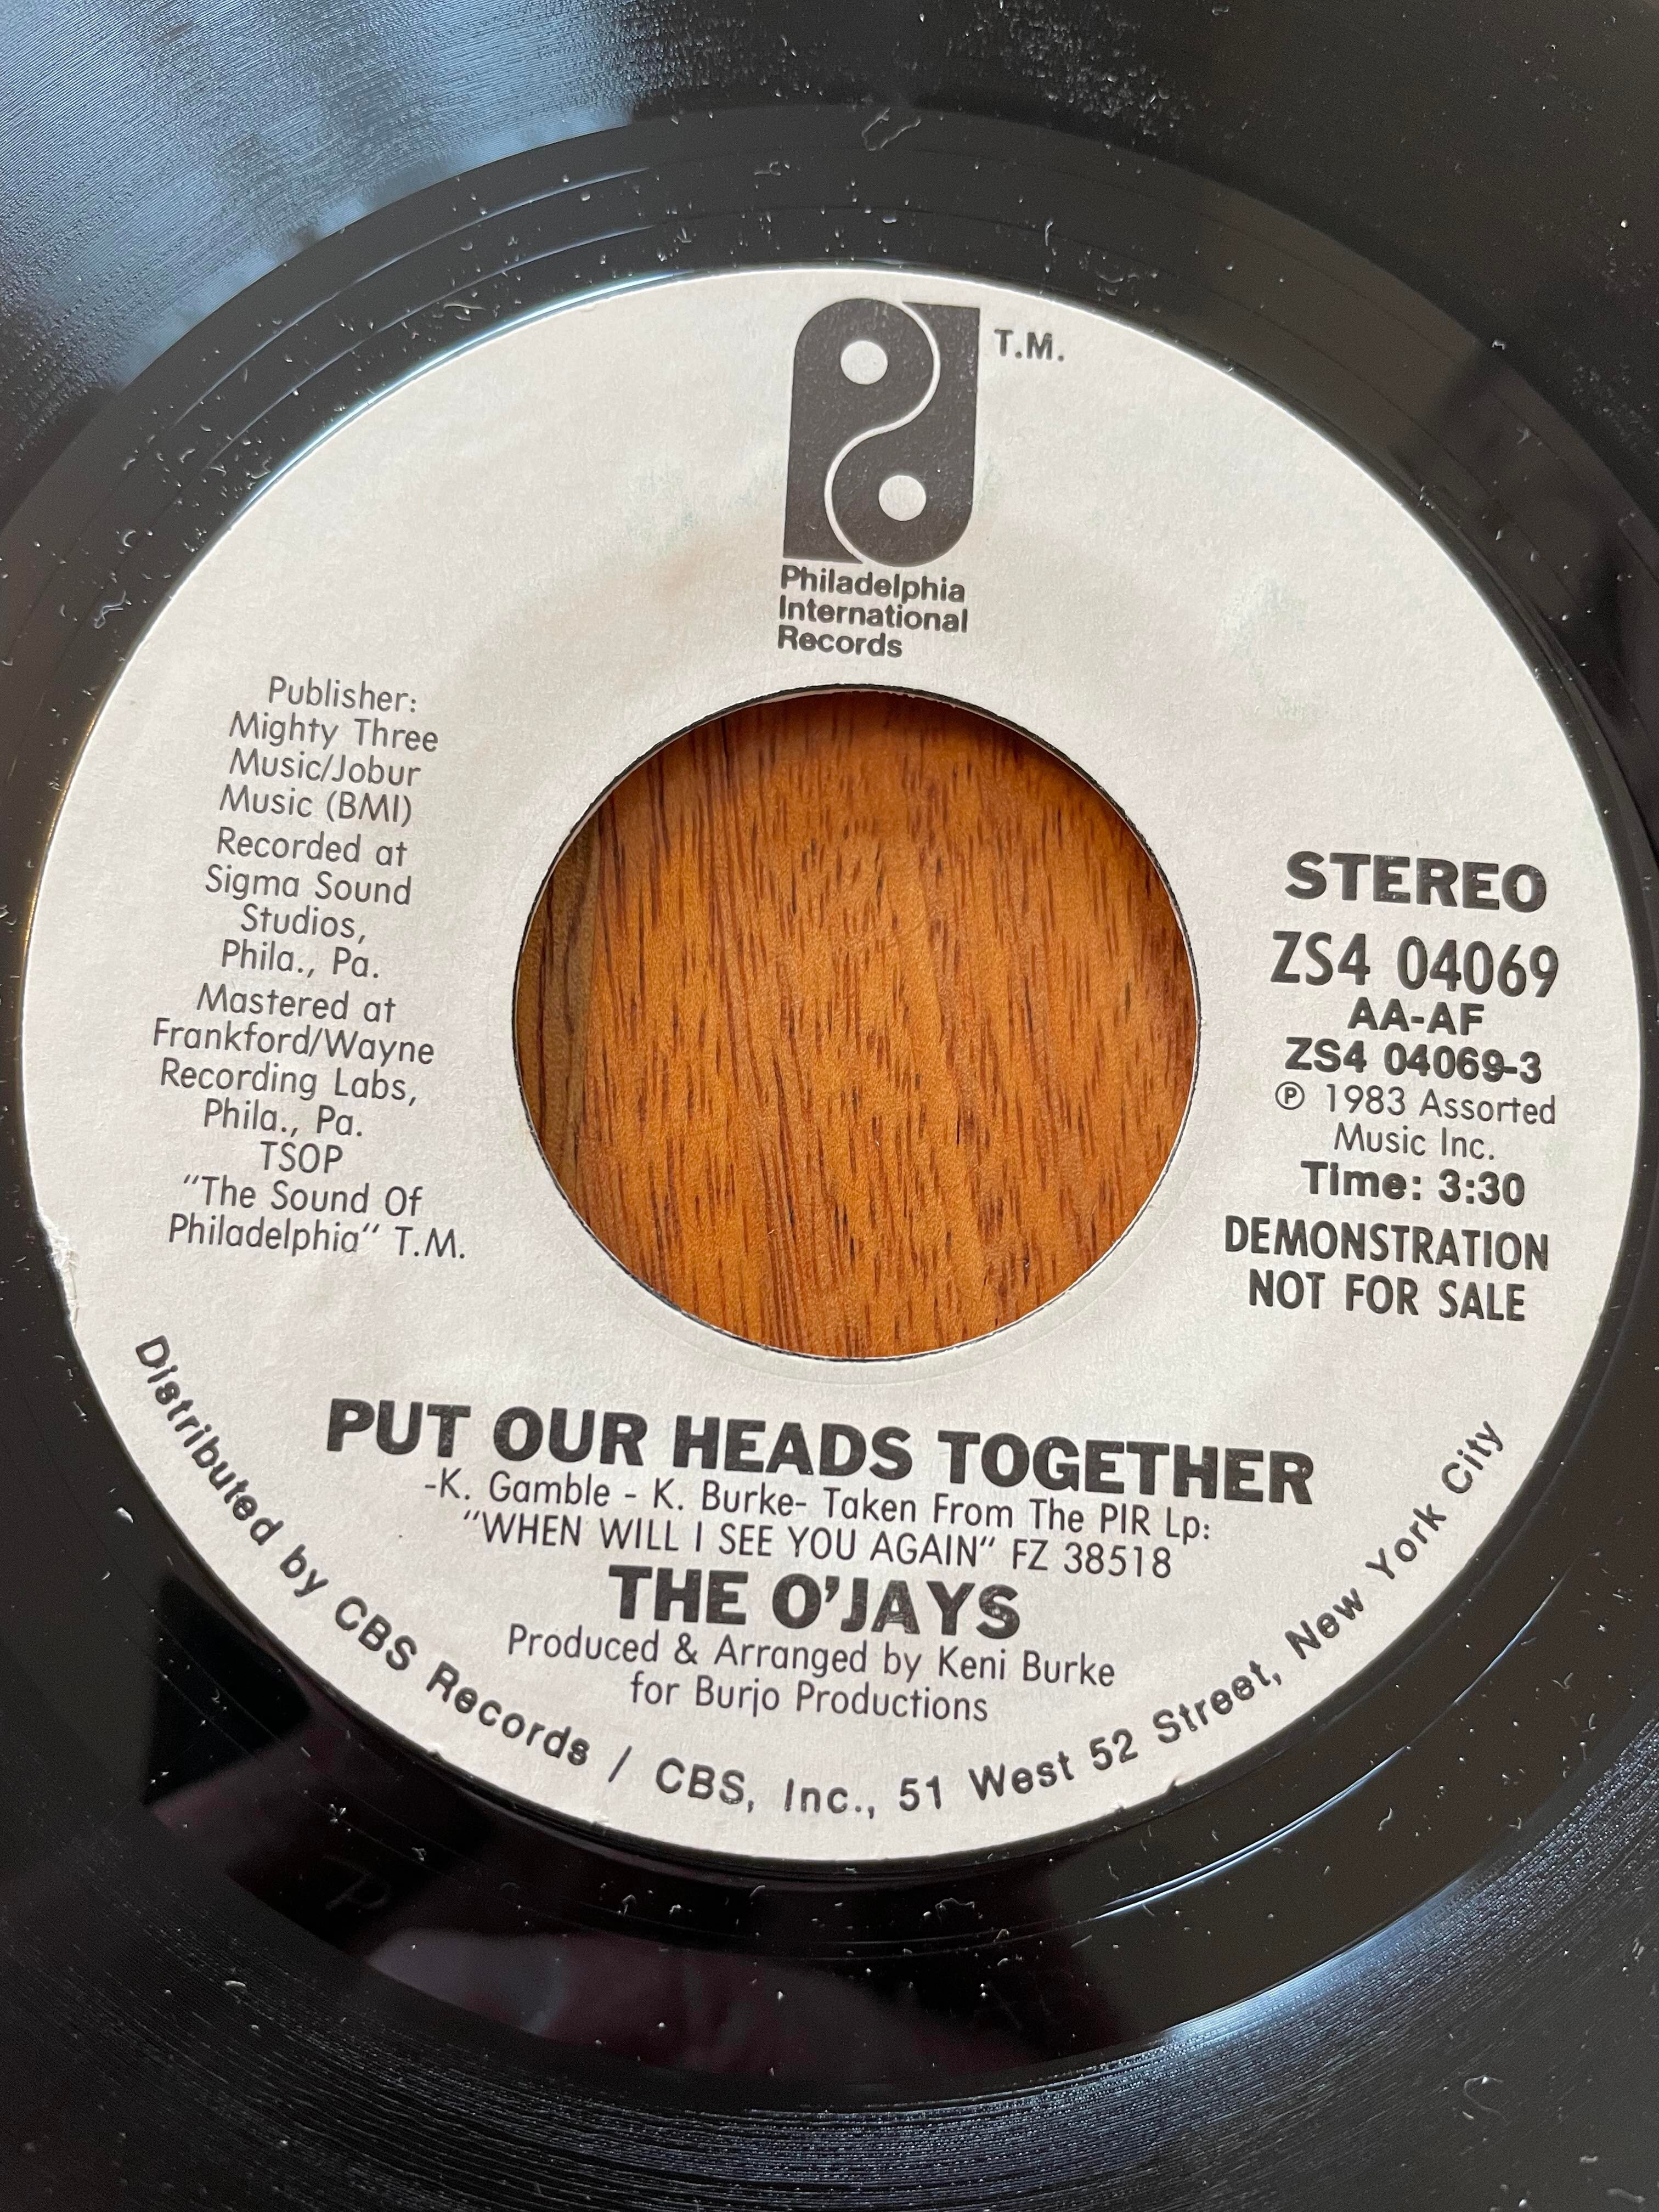 T.M.
Philadelphia
International
Records
Publisher:
Mighty Three
Music/Jobur
Music (BMI)
Recorded at
Sigma Sound
Studios,
Phila., Pa.
Mastered at
Frankford/Wayne
Recording Labs,
Phila., Pa.
TSOP
"The Sound Of
Philadelphia" T.M.
STEREO
ZS4 04069
AA-AF
ZS4 04069-3
Ⓟ 1983 Assorted
Music Inc.
Time: 3:30
DEMONSTRATION
NOT FOR SALE
PUT OUR HEADS TOGETHER
-K. Gamble - K. Burke- Taken From The PIR Lp:
"WHEN WILL I SEE YOU AGAIN" FZ 38518
THE O'JAYS
Produced & Arranged by Keni Burke
for Burjo Productions
Distributed by CBS Records / CBS, Inc., 51 West 52 Street, New York City